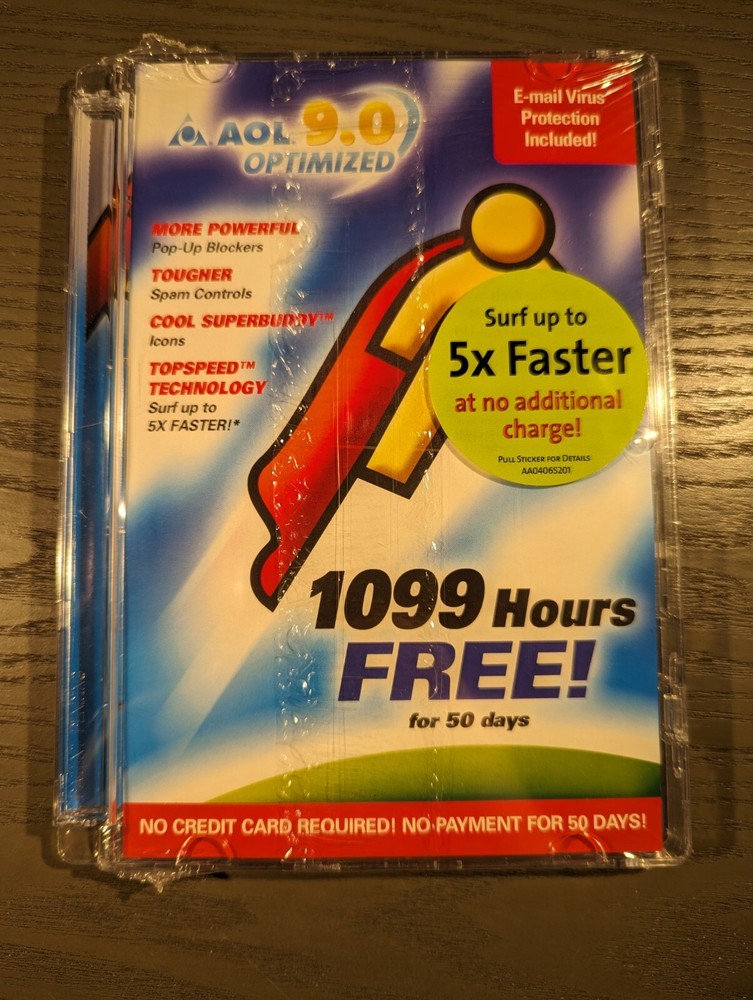 AOL 9.0
OPTIMIZED
E-mail Virus
Protection
Included!
MORE POWERFUL
Pop-Up Blockers
TOUGHER
Spam Controls
COOL SUPERBUDDY™
Icons
TOPSPEED™
TECHNOLOGY
Surf up to
5X FASTER!*
Surf up to
5x Faster
at no additional
charge!
PULL STICKER FOR DETAILS
AA0406S201
1099 Hours
FREE!
for 50 days
NO CREDIT CARD REQUIRED! NO PAYMENT FOR 50 DAYS!